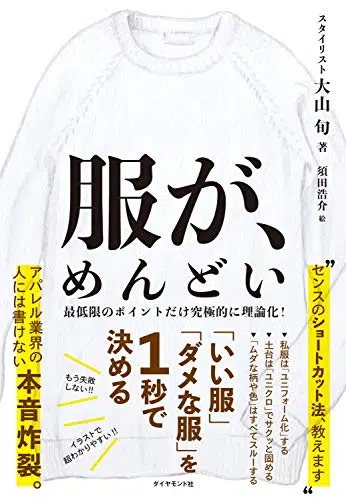 スタイリスト 大山 旬 著
須田浩介 絵
服が、
めんどい
最低限のポイントだけ究極的に理論化！
「いい服」
「ダメな服」を
1秒で
決める
"センスのショートカット法、教えます"
▼私服は「ユニフォーム化」する
▼土台は「ユニクロ」でサクッと固める
▼「ムダな柄や色」はすべてスルーする
もう失敗
しない!!
イラストで
超わかりやすい!!
アパレル業界の
人には書けない
本音炸裂。
ダイヤモンド社